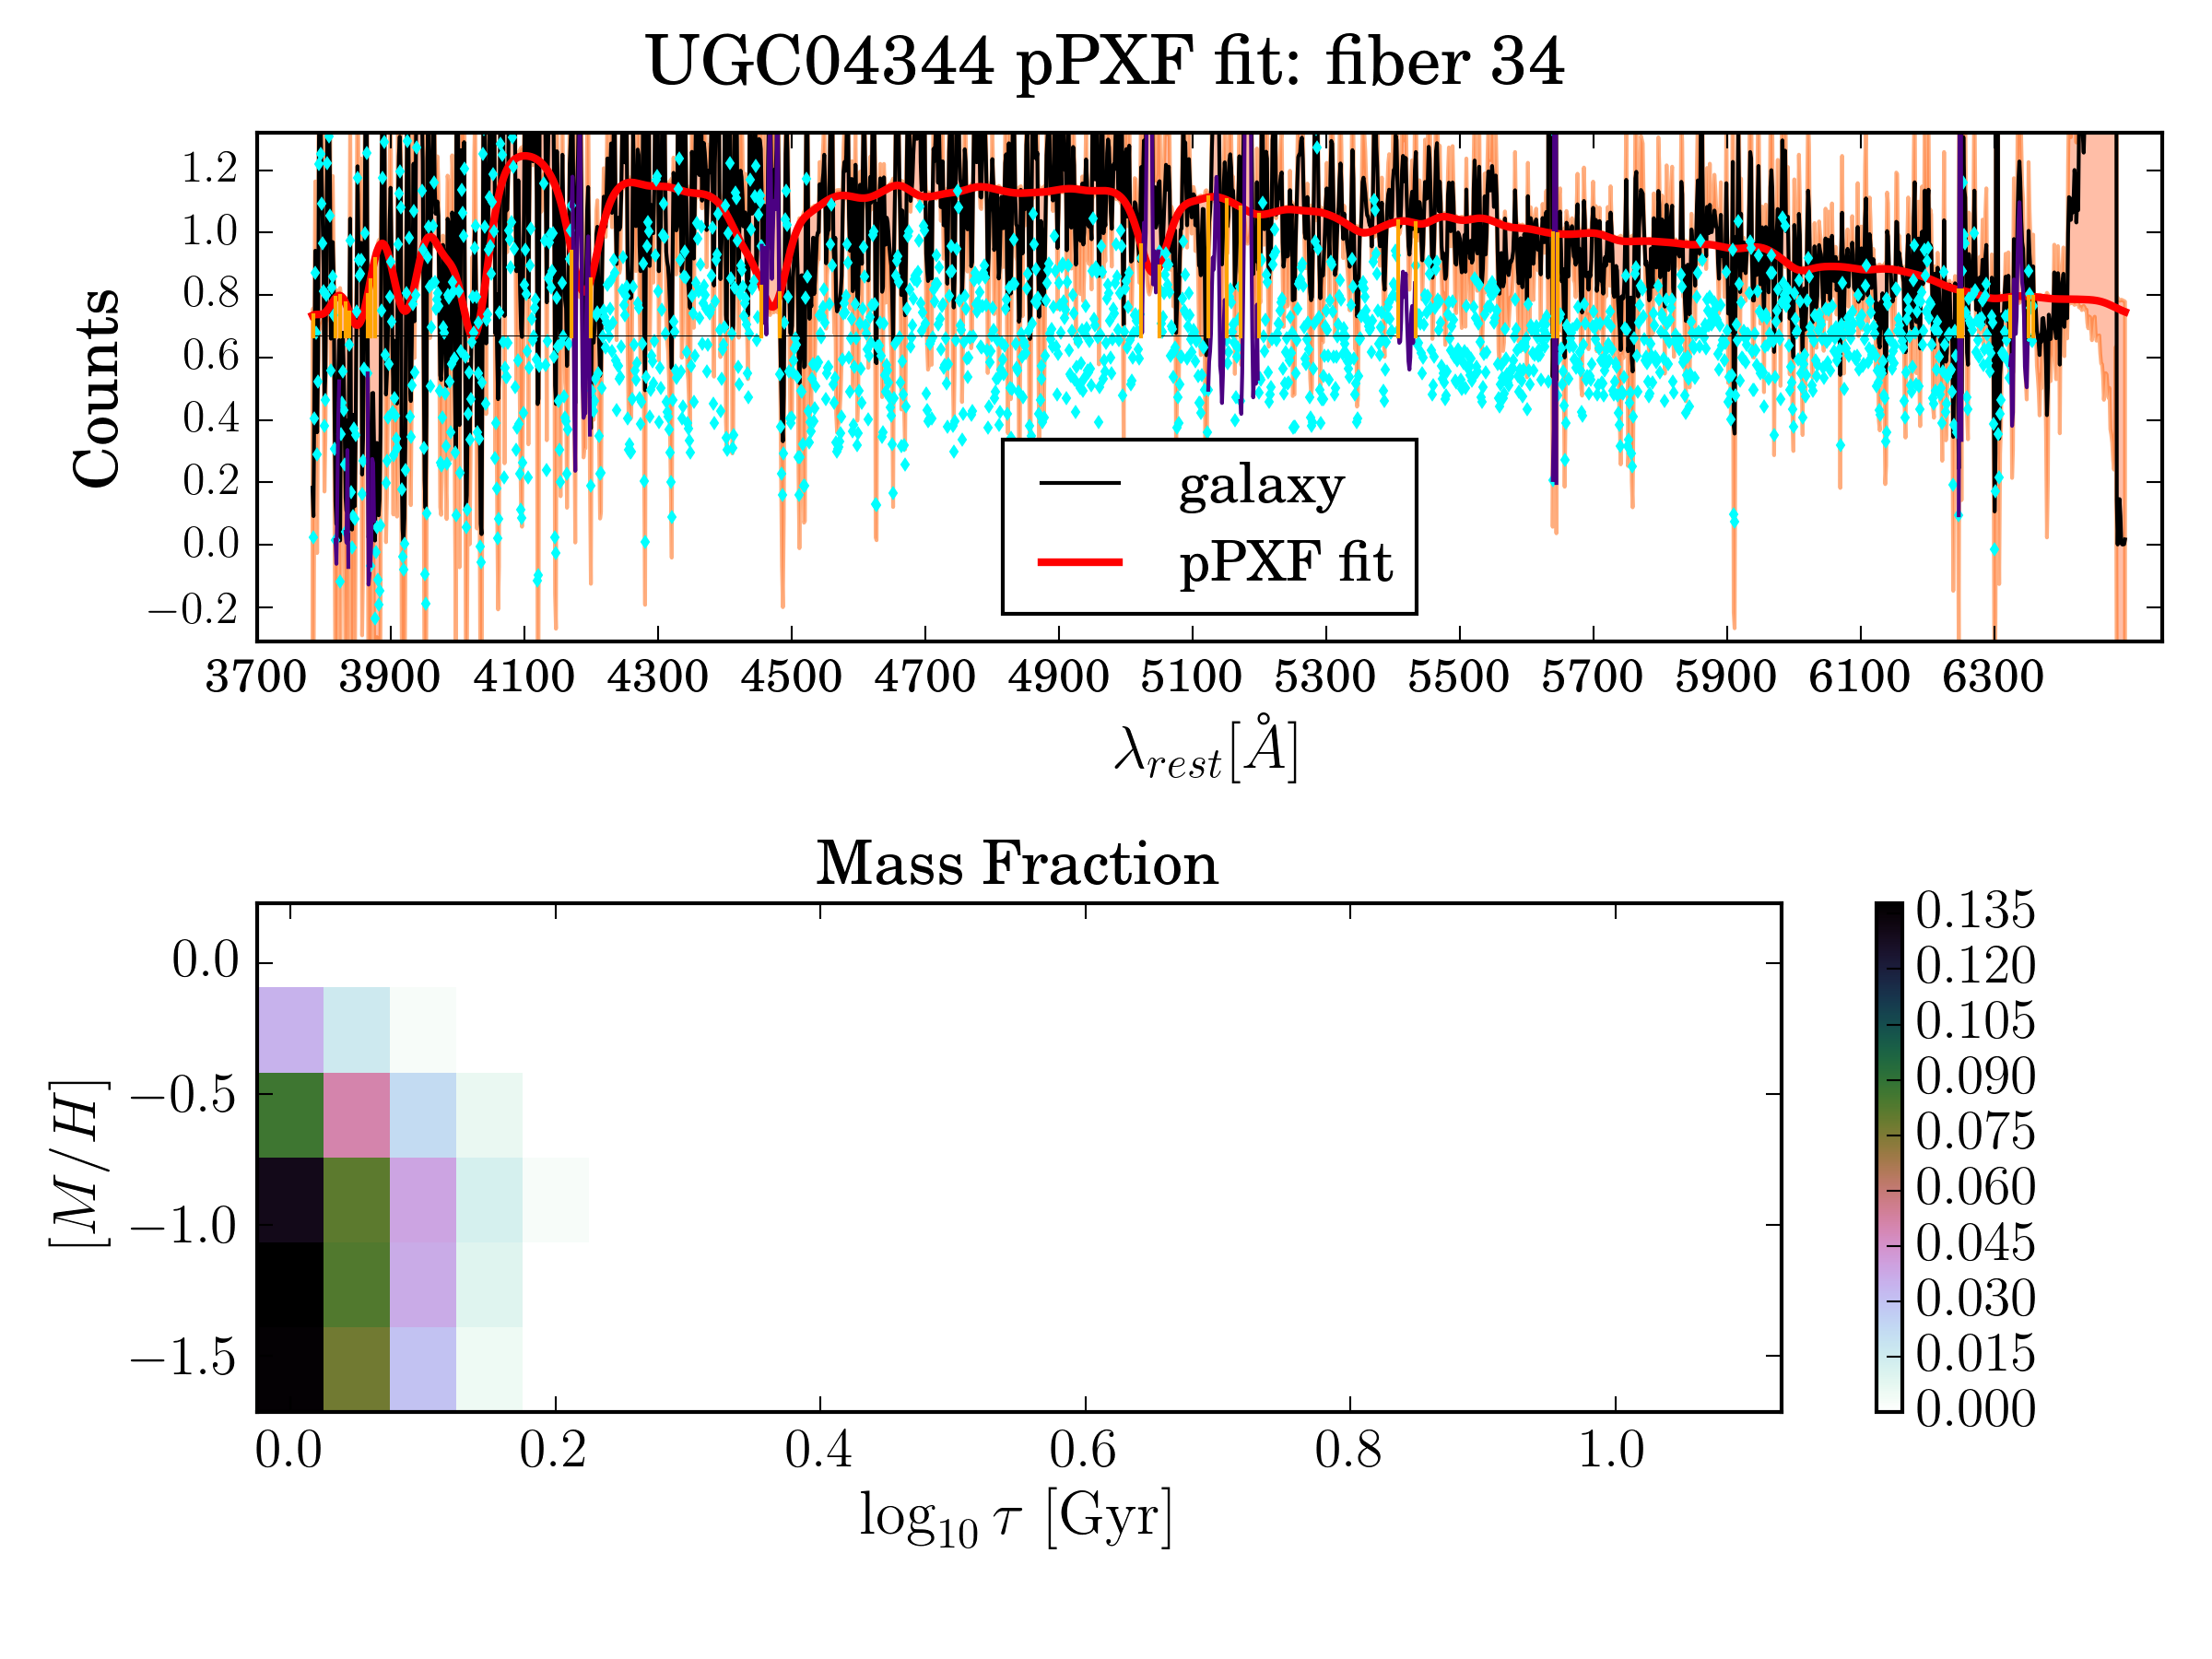 UGC04344 pPXF fit: fiber 34
Counts
1.2
1.0
0.8
0.6
0.4
0.2
0.0
−0.2
galaxy
pPXF fit
3700 3900 4100 4300 4500 4700 4900 5100 5300 5500 5700 5900 6100 6300
λrest[Å]
Mass Fraction
[M/H]
0.0
−0.5
−1.0
−1.5
0.0 0.2 0.4 0.6 0.8 1.0
log10 τ [Gyr]
0.135
0.120
0.105
0.090
0.075
0.060
0.045
0.030
0.015
0.000